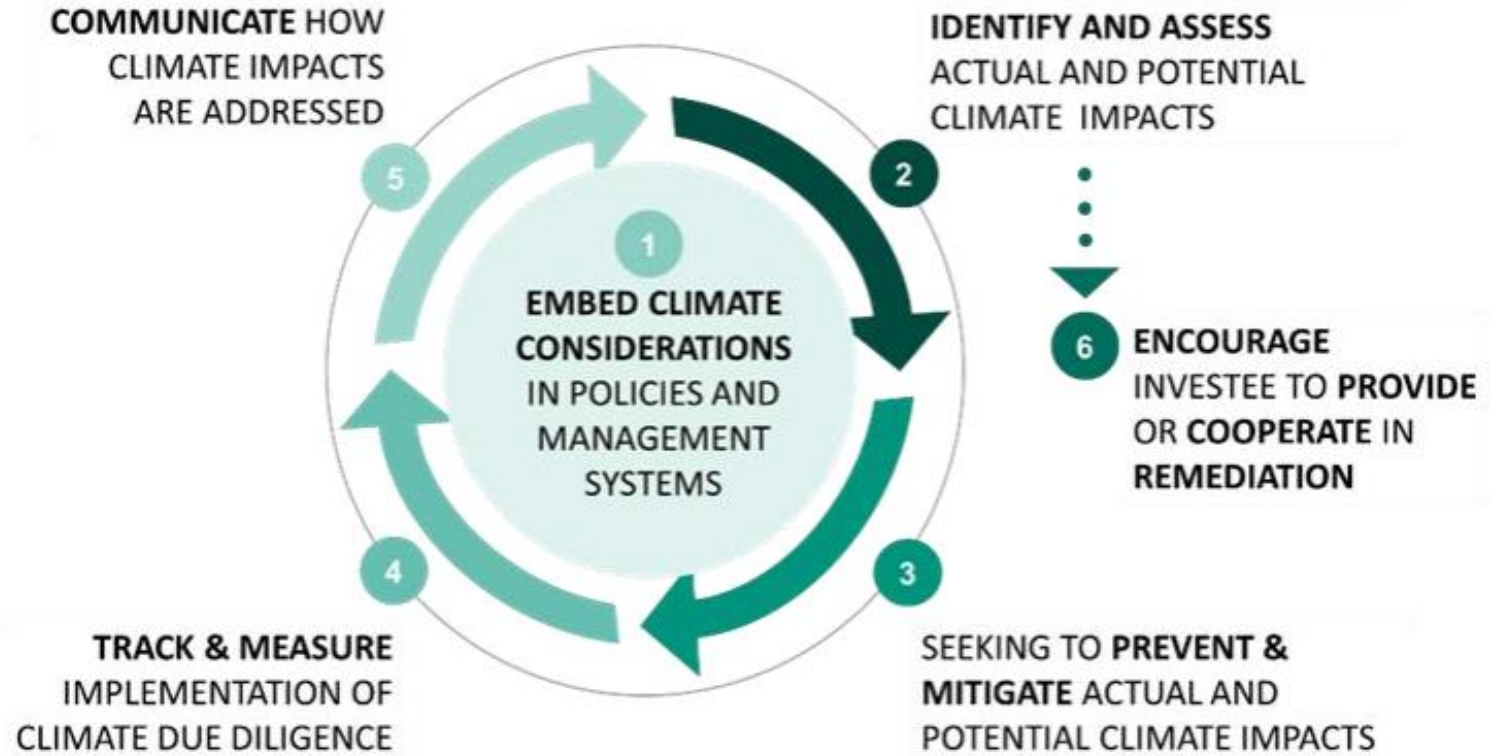 COMMUNICATE HOW
CLIMATE IMPACTS
ARE ADDRESSED
5
IDENTIFY AND ASSESS
ACTUAL AND POTENTIAL
CLIMATE IMPACTS
2
1
EMBED CLIMATE
CONSIDERATIONS
IN POLICIES AND
MANAGEMENT
SYSTEMS
6
ENCOURAGE
INVESTEE TO PROVIDE
OR COOPERATE IN
REMEDIATION
4
TRACK & MEASURE
IMPLEMENTATION OF
CLIMATE DUE DILIGENCE
3
SEEKING TO PREVENT &
MITIGATE ACTUAL AND
POTENTIAL CLIMATE IMPACTS